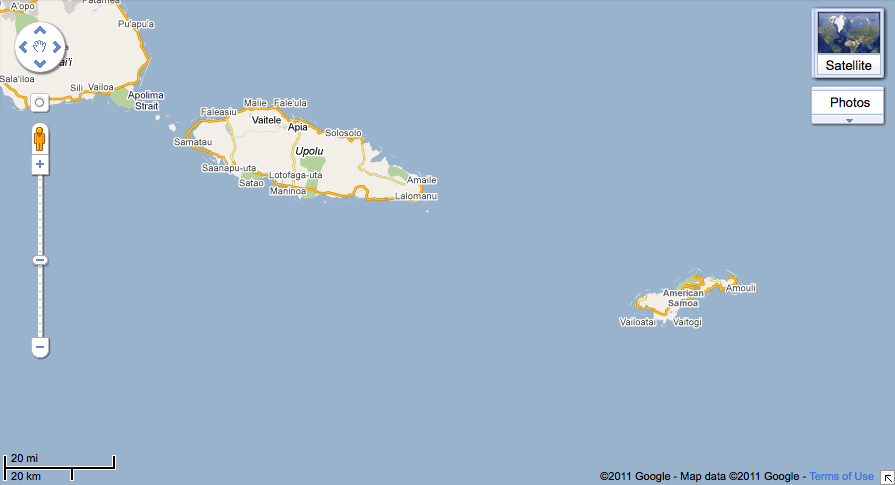 A'opo
Patamea
Pu'apu'a
ai'i
Sala'iloa
Sili
Vailoa
Apolima
Strait
Satellite
Photos
Malie
Fale'ula
Faleasiu
Vaitele
Apia
Solosolo
Samatau
Upolu
Saanapu-uta
Lotofaga-uta
Satao
Maninoa
Amaile
Lalomanu
American
Samoa
Amouli
Vailoatai
Vaitogi
20 mi
20 km
©2011 Google - Map data ©2011 Google - Terms of Use